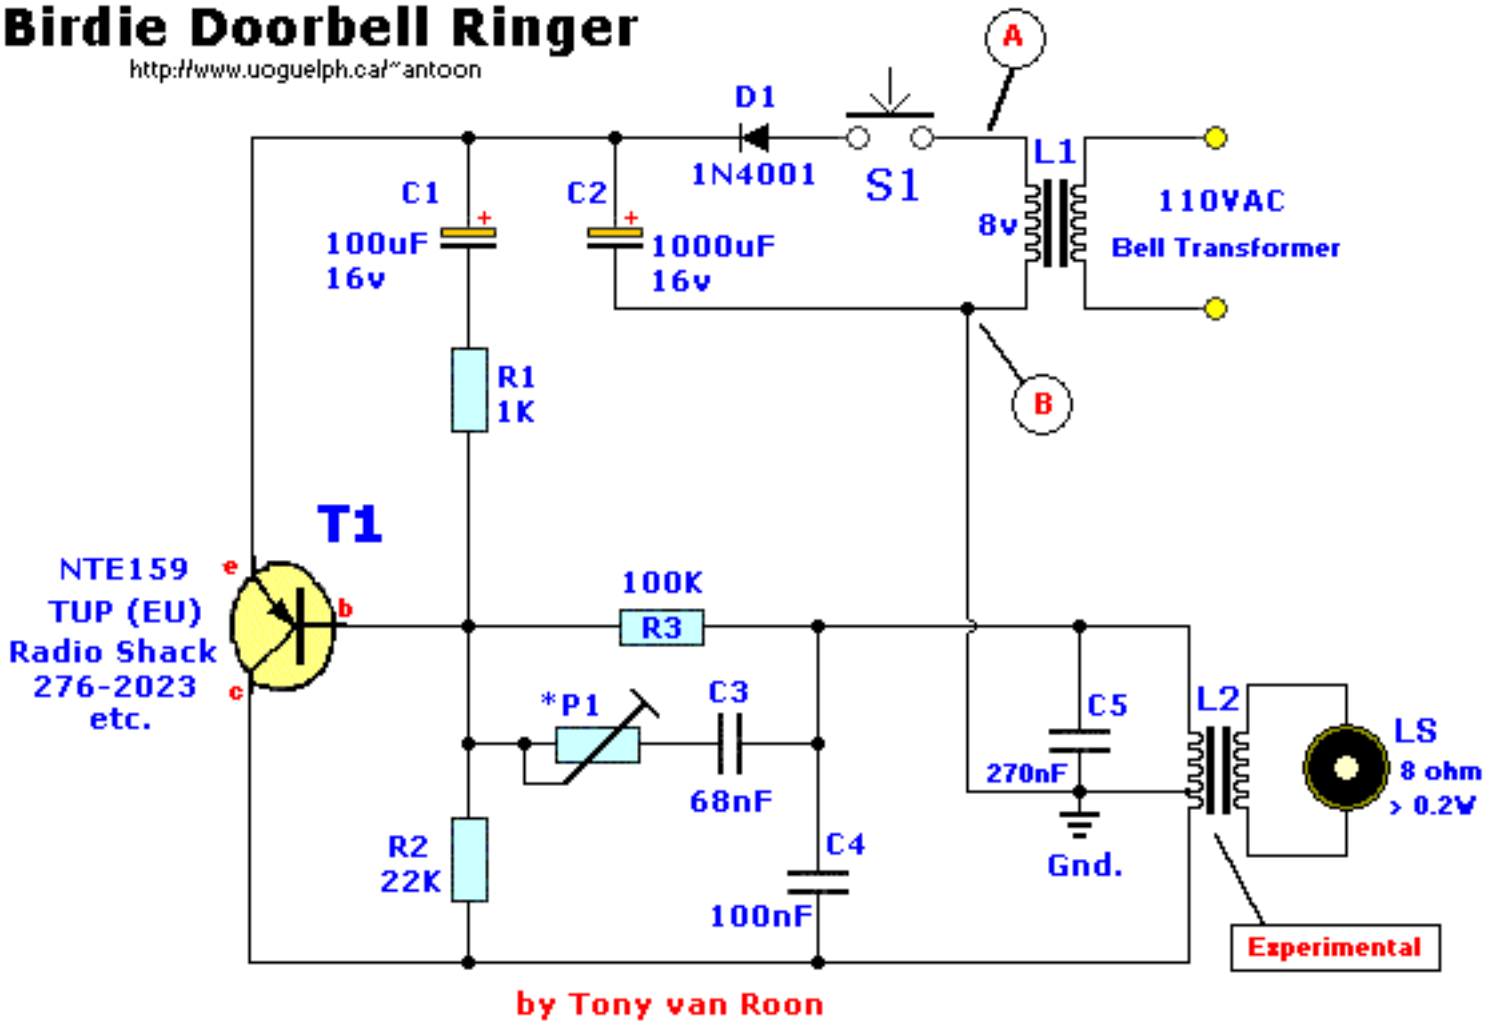 Birdie Doorbell Ringer
http://www.uoguelph.ca/~antoon
A
D1
1N4001
S1
L1
8v
110VAC
Bell Transformer
C1
+
100uF
16v
C2
+
1000uF
16v
B
R1
1K
T1
NTE159
TUP (EU)
Radio Shack
276-2023
etc.
e
b
c
100K
R3
*P1
C3
68nF
C5
270nF
L2
LS
8 ohm
> 0.2W
R2
22K
C4
100nF
Gnd.
Experimental
by Tony van Roon